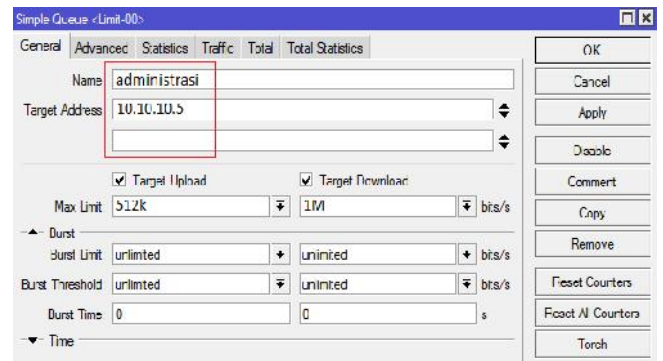 Simple Queue <Limit-00>
General Advanced Statistics Traffic Total Total Statistics
Name administrasi
Target Address 10.10.10.5
Target Upload Target Download
Max Limit 512k 1M bits/s
Burst
Burst Limit unlimited unlimited bits/s
Burst Threshold unlimited unlimited bits/s
Burst Time 0 0 s
Time
OK
Cancel
Apply
Disable
Comment
Copy
Remove
Reset Counters
Reset All Counters
Torch